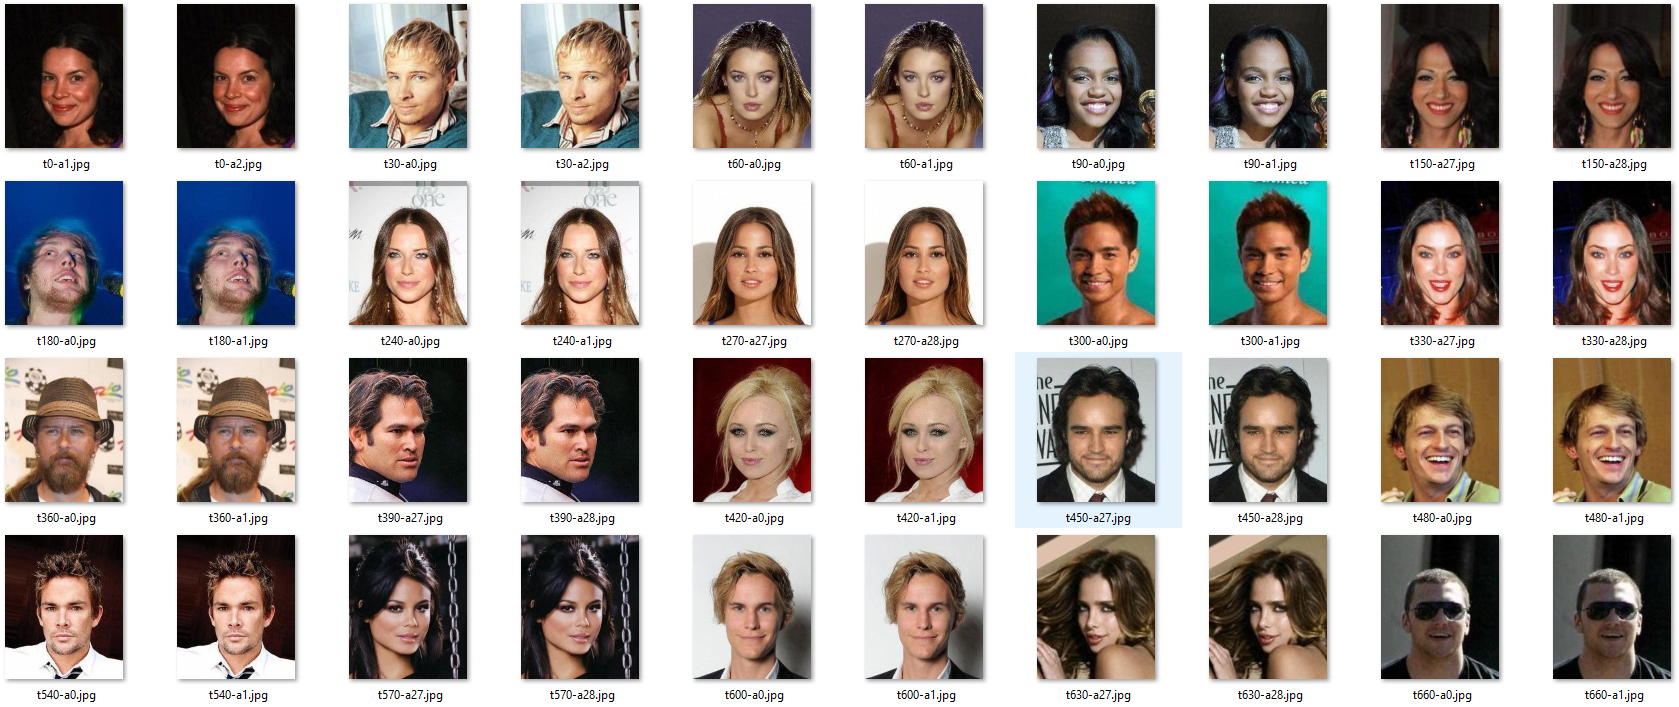 t0-a1.jpg t0-a2.jpg t30-a0.jpg t30-a2.jpg t60-a0.jpg t60-a1.jpg t90-a0.jpg t90-a1.jpg t150-a27.jpg t150-a28.jpg
one one
t180-a0.jpg t180-a1.jpg t240-a0.jpg t240-a1.jpg t270-a27.jpg t270-a28.jpg t300-a0.jpg t300-a1.jpg t330-a27.jpg t330-a28.jpg
t360-a0.jpg t360-a1.jpg t390-a27.jpg t390-a28.jpg t420-a0.jpg t420-a1.jpg t450-a27.jpg t450-a28.jpg t480-a0.jpg t480-a1.jpg
t540-a0.jpg t540-a1.jpg t570-a27.jpg t570-a28.jpg t600-a0.jpg t600-a1.jpg t630-a27.jpg t630-a28.jpg t660-a0.jpg t660-a1.jpg